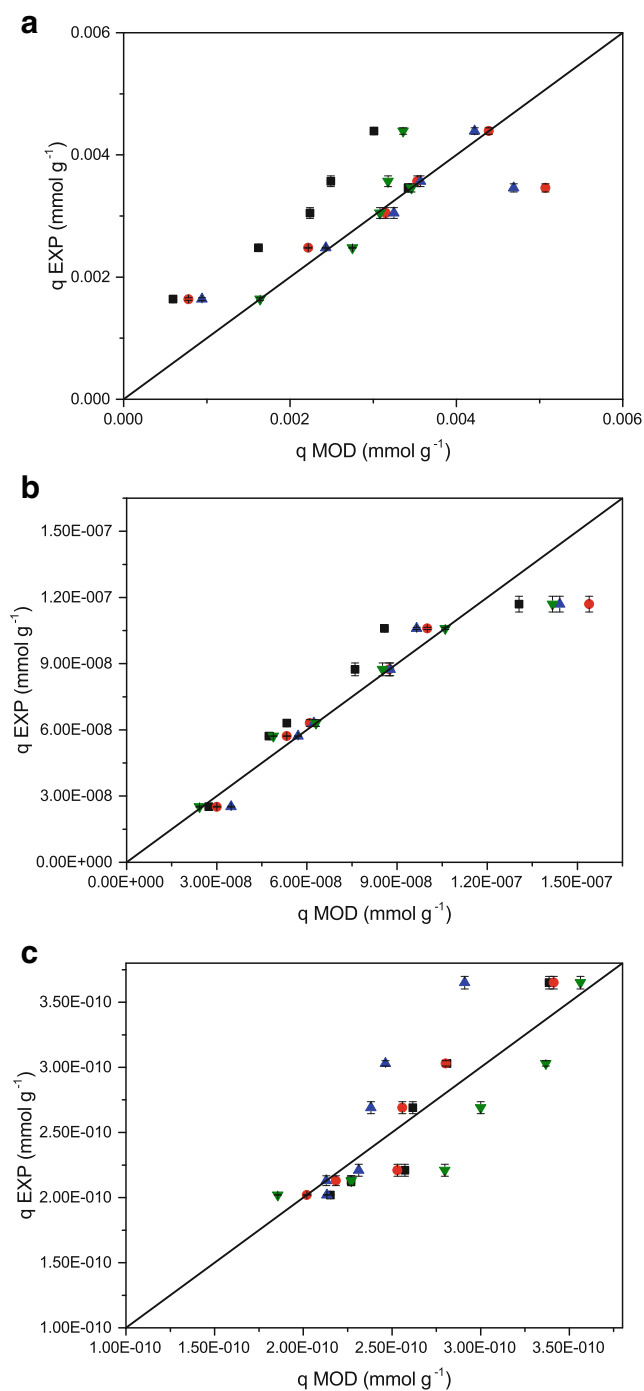 a
0.006
0.004
0.002
0.000
q EXP (mmol g⁻¹)
0.000 0.002 0.004 0.006
q MOD (mmol g⁻¹)
b
1.50E-007
1.20E-007
9.00E-008
6.00E-008
3.00E-008
0.00E+000
q EXP (mmol g⁻¹)
0.00E+000 3.00E-008 6.00E-008 9.00E-008 1.20E-007 1.50E-007
q MOD (mmol g⁻¹)
c
3.50E-010
3.00E-010
2.50E-010
2.00E-010
1.50E-010
1.00E-010
q EXP (mmol g⁻¹)
1.00E-010 1.50E-010 2.00E-010 2.50E-010 3.00E-010 3.50E-010
q MOD (mmol g⁻¹)